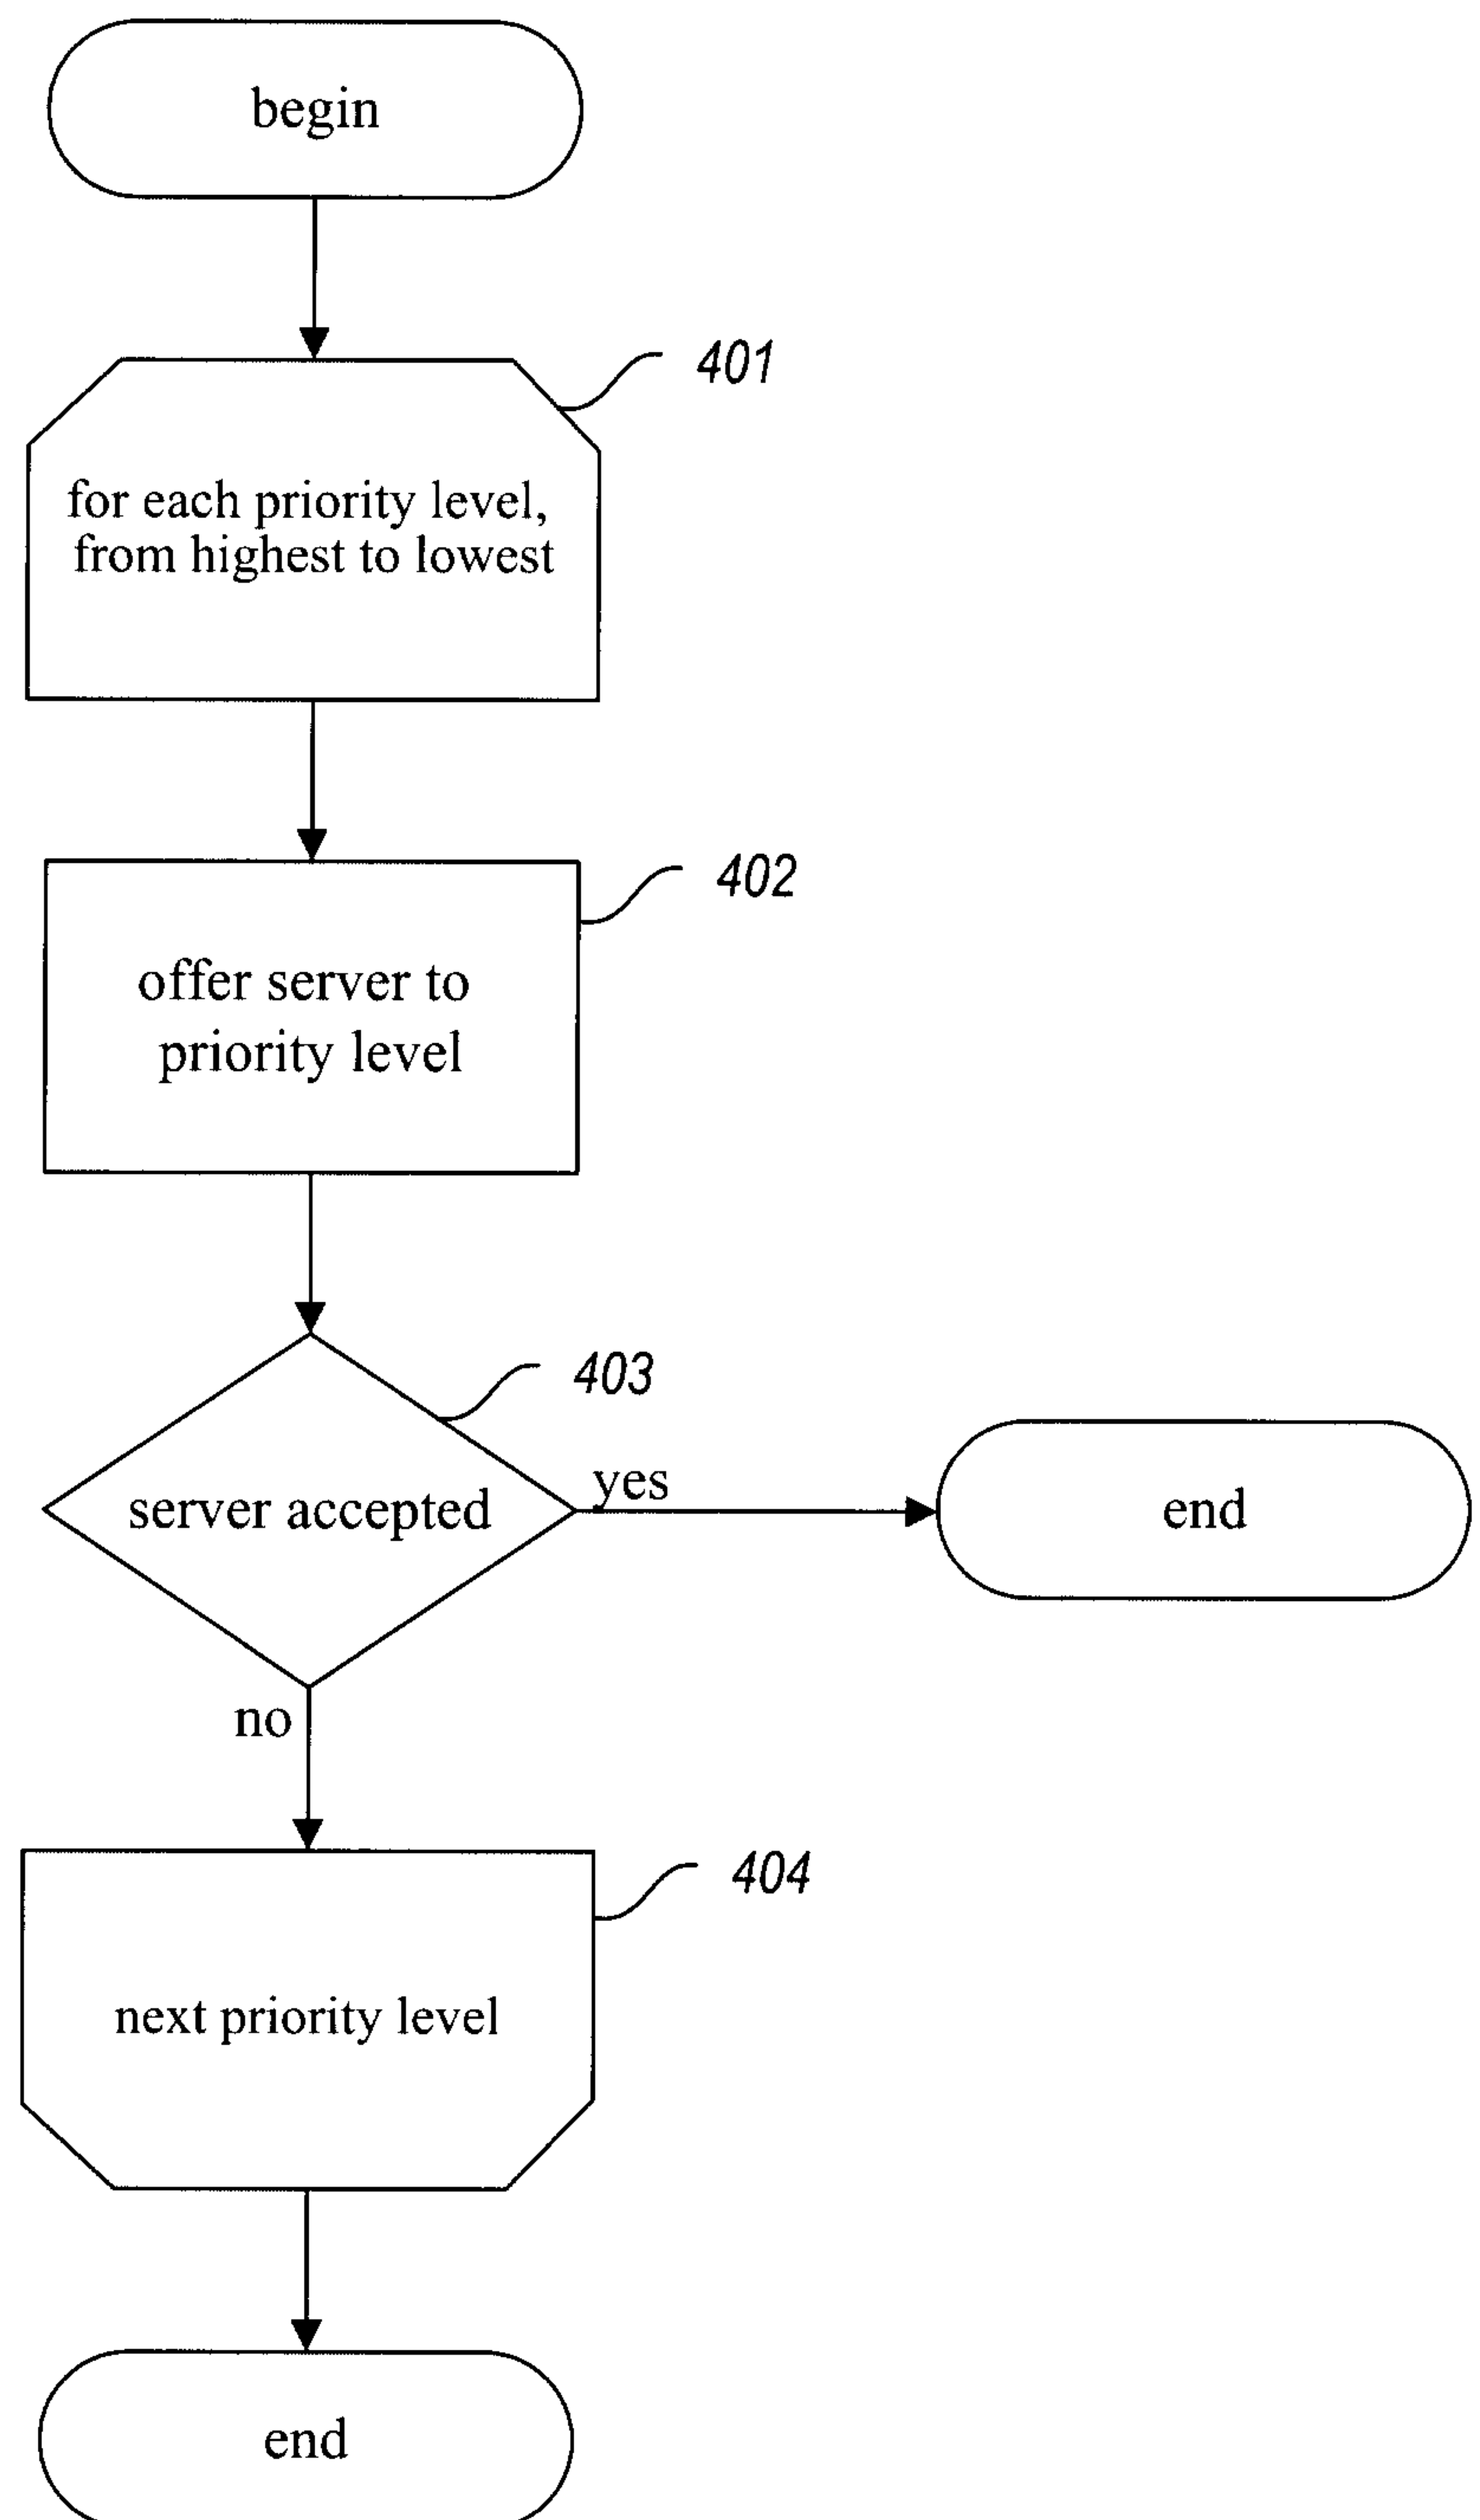 begin
401
for each priority level,
from highest to lowest
402
offer server to
priority level
403
server accepted
yes
end
no
404
next priority level
end